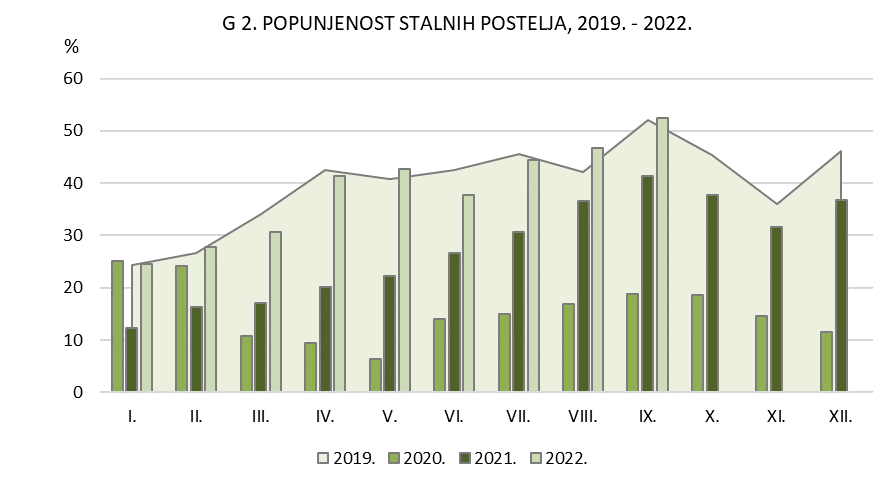 G 2. POPUNJENOST STALNIH POSTELJA, 2019. - 2022.
%
60
50
40
30
20
10
0
I. II. III. IV. V. VI. VII. VIII. IX. X. XI. XII.
2019. 2020. 2021. 2022.